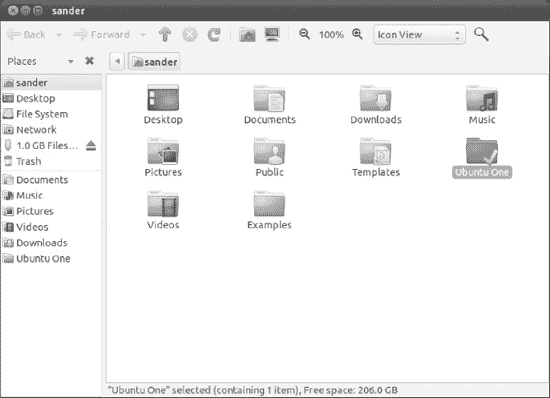 sander
Back Forward 100% Icon View
Places sander
sander
Desktop
File System
Network
1.0 GB Files...
Trash
Documents
Music
Pictures
Videos
Downloads
Ubuntu One
Desktop Documents Downloads Music
Pictures Public Templates Ubuntu One
Videos Examples
"Ubuntu One" selected (containing 1 item), Free space: 206.0 GB